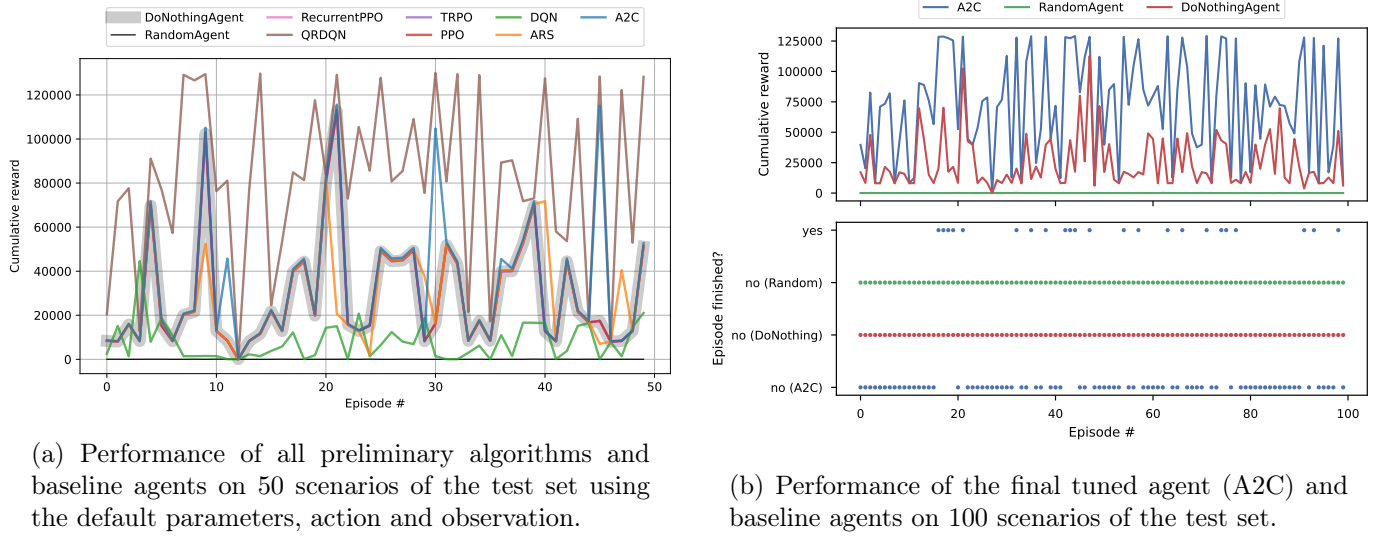 DoNothingAgent RecurrentPPO TRPO DQN A2C
RandomAgent QRDQN PPO ARS
120000
100000
80000
60000
40000
20000
0
Cumulative reward
0 10 20 30 40 50
Episode #
(a) Performance of all preliminary algorithms and
baseline agents on 50 scenarios of the test set using
the default parameters, action and observation.
A2C RandomAgent DoNothingAgent
125000
100000
75000
50000
25000
0
Cumulative reward
yes
no (Random)
no (DoNothing)
no (A2C)
Episode finished?
0 20 40 60 80 100
Episode #
(b) Performance of the final tuned agent (A2C) and
baseline agents on 100 scenarios of the test set.